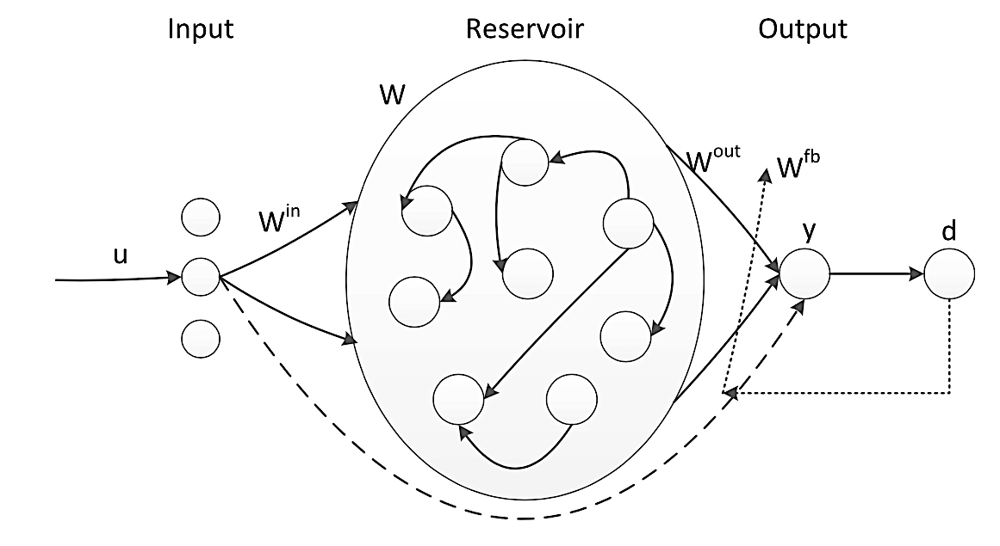 Input
Reservoir
Output
W
W^out
W^fb
W^in
u
y
d